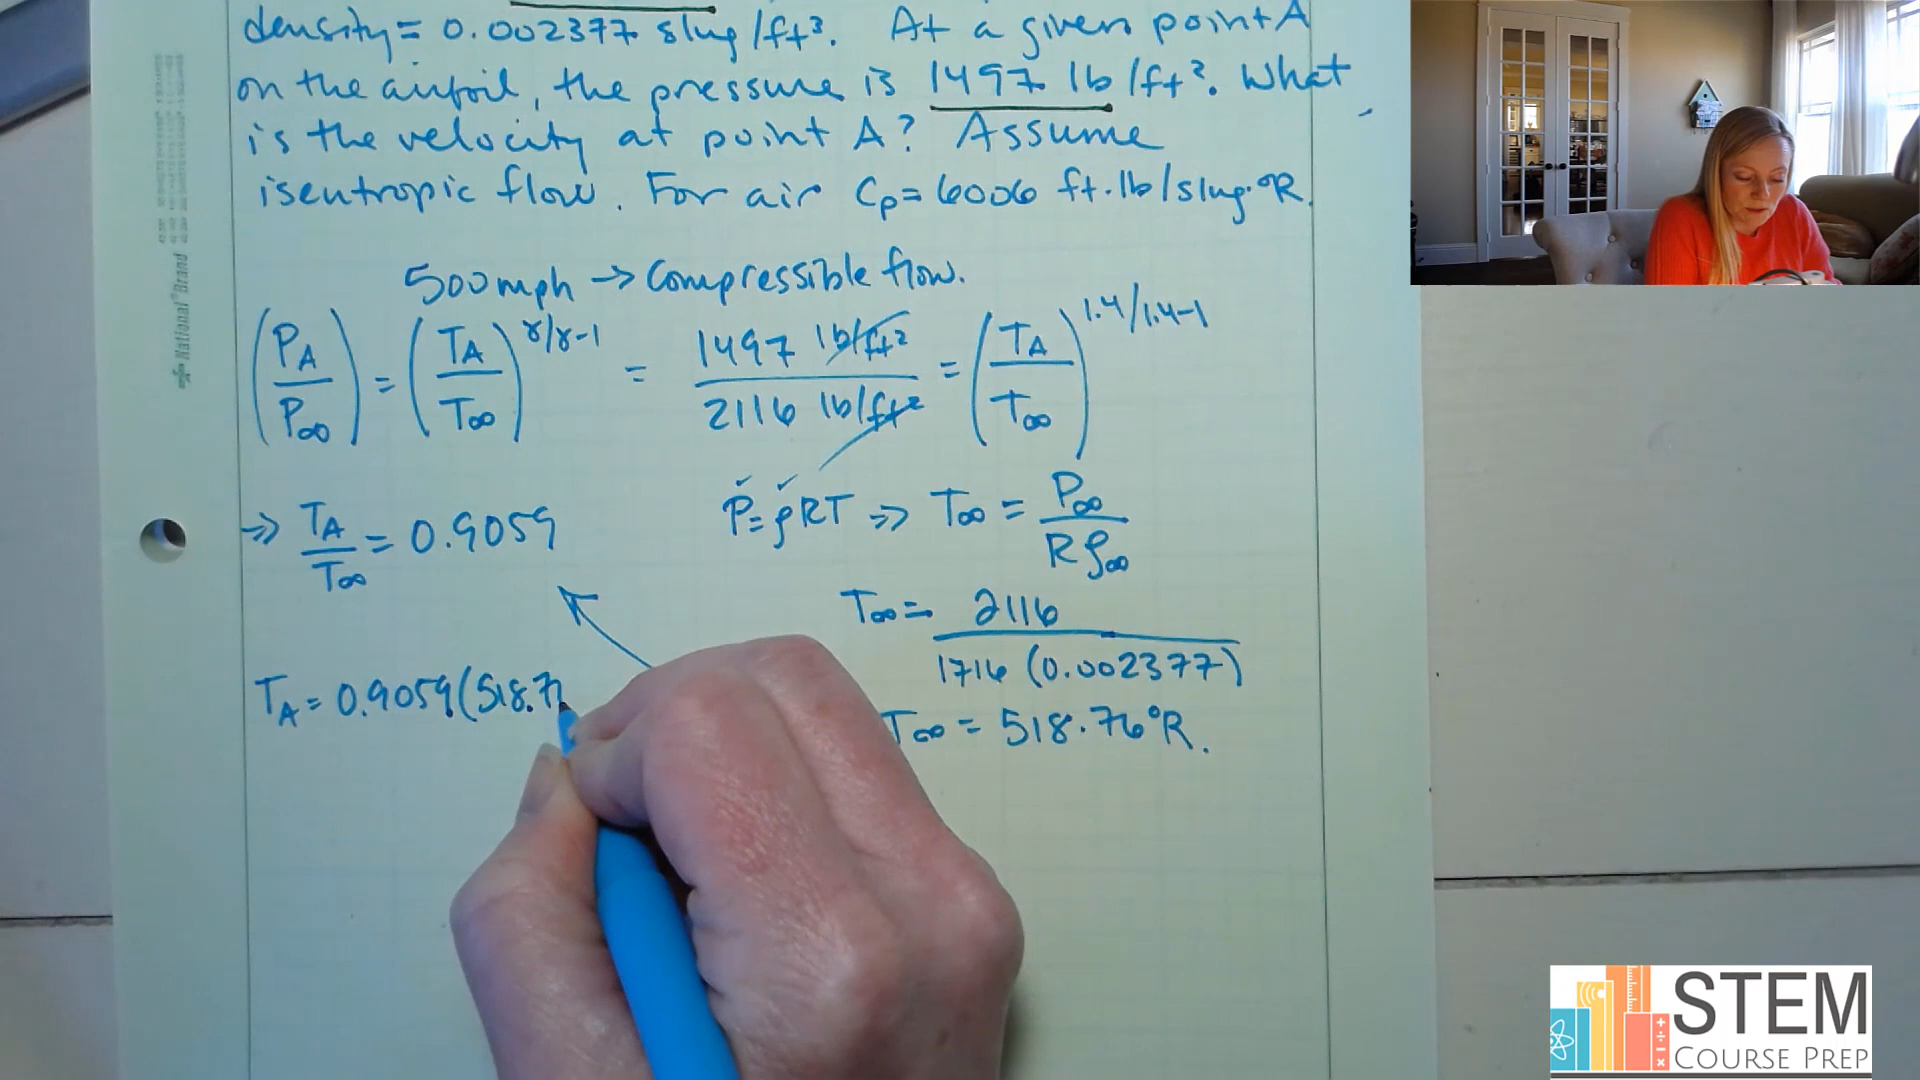 density = 0.002377 slug/ft³. At a given point A
on the airfoil, the pressure is 1497 lb/ft². What
is the velocity at point A? Assume
isentropic flow. For air Cp = 6006 ft.lb/slug.°R.
500mph → Compressible flow.
(PA/P∞) = (TA/T∞)^γ/γ-1 = 1497 lb/ft² / 2116 lb/ft² = (TA/T∞)^1.4/1.4-1
⇒ TA/T∞ = 0.9059
P = ρRT ⇒ T∞ = P∞/Rρ∞
T∞ = 2116 / 1716 (0.002377)
TA = 0.9059(518.7
T∞ = 518.76°R.
National® Brand
STEM
COURSE PREP